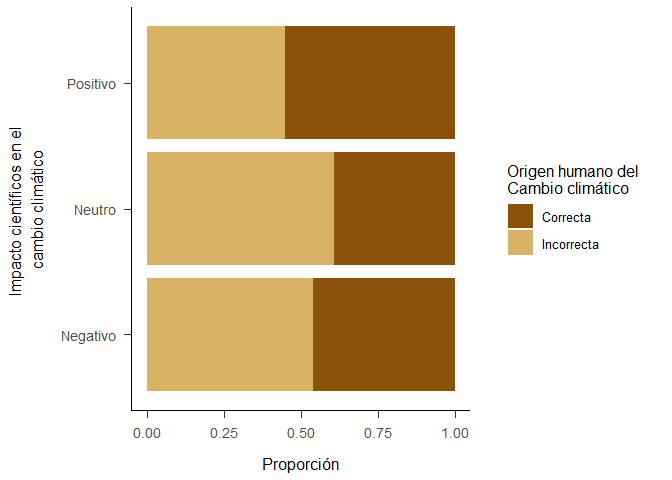 Impacto científicos en el
cambio climático
Positivo
Neutro
Negativo
0.00
0.25
0.50
0.75
1.00
Proporción
Origen humano del
Cambio climático
Correcta
Incorrecta